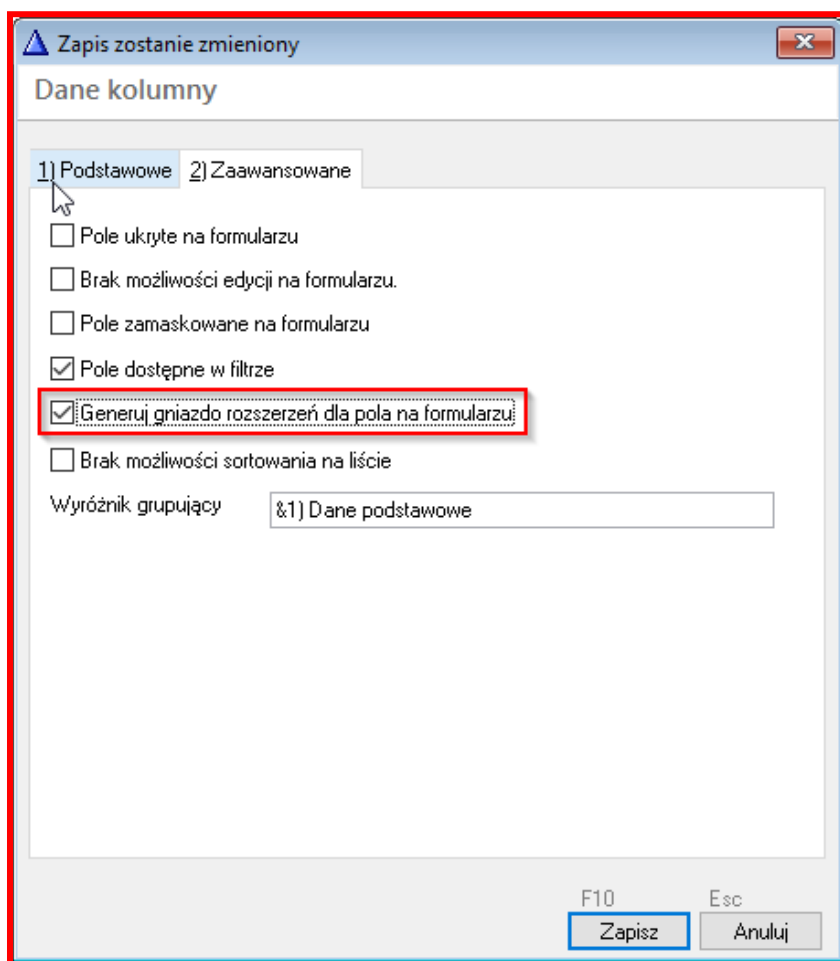 Zapis zostanie zmieniony
Dane kolumny
1) Podstawowe 2) Zaawansowane
Pole ukryte na formularzu
Brak możliwości edycji na formularzu.
Pole zamaskowane na formularzu
Pole dostępne w filtrze
Generuj gniazdo rozszerzeń dla pola na formularzu
Brak możliwości sortowania na liście
Wyróżnik grupujący &1) Dane podstawowe
F10 Esc
Zapisz Anuluj